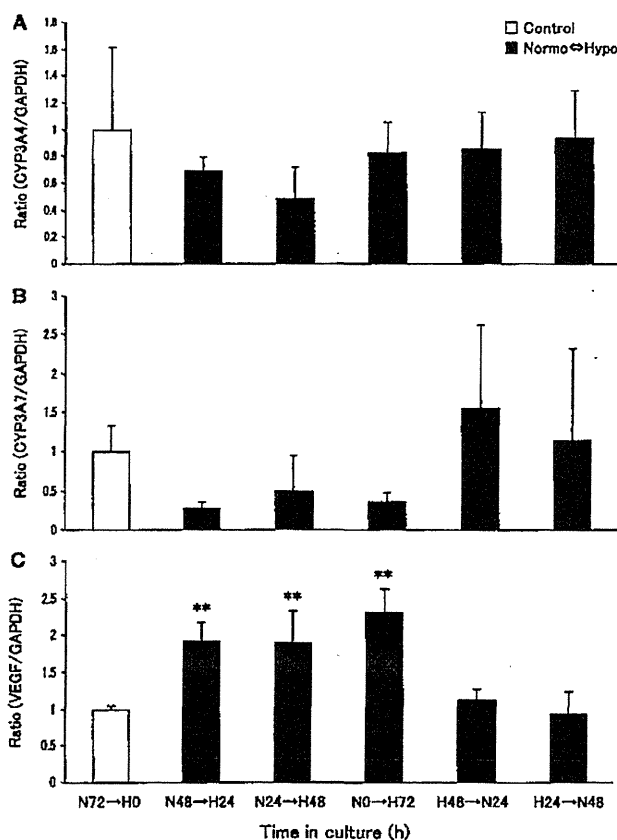 A
Control
Normo⇔Hypo
Ratio (CYP3A4/GAPDH)
1.8
1.6
1.4
1.2
1
0.8
0.6
0.4
0.2
0
B
Ratio (CYP3A7/GAPDH)
3
2.5
2
1.5
1
0.5
0
C
Ratio (VEGF/GAPDH)
3
2.5
2
1.5
1
0.5
0
** ** **
N72→H0 N48→H24 N24→H48 N0→H72 H48→N24 H24→N48
Time in culture (h)